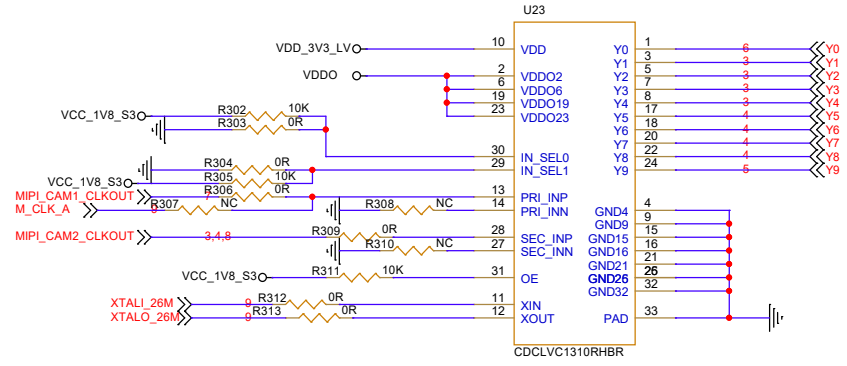 U23
VDD_3V3_LV 10 VDD Y0 1 6 Y0
Y1 3 3 Y1
VDDO 2 VDDO2 Y2 5 3 Y2
6 VDDO6 Y3 7 3 Y3
19 VDDO19 Y4 8 3 Y4
23 VDDO23 Y5 17 4 Y5
Y6 18 4 Y6
Y7 20 4 Y7
Y8 22 4 Y8
Y9 24 5 Y9
VCC_1V8_S3 R302 10K
R303 0R
30 IN_SEL0
R304 0R 29 IN_SEL1
VCC_1V8_S3 R305 10K
MIPI_CAM1_CLKOUT 7 R306 0R 13 PRI_INP
M_CLK_A 9 R307 NC
R308 NC 14 PRI_INN
MIPI_CAM2_CLKOUT 3,4,8 R309 0R 28 SEC_INP
R310 NC 27 SEC_INN
VCC_1V8_S3 R311 10K 31 OE
XTALI_26M 9 R312 0R 11 XIN
XTALO_26M 9 R313 0R 12 XOUT
GND4 4
GND9 9
GND15 15
GND16 16
GND21 21
GND26 26
GND32 32
PAD 33
CDCLVC1310RHBR